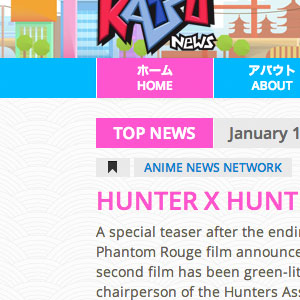 KATSU
NEWS
ホーム
HOME
アバウト
ABOUT
TOP NEWS
January 1
ANIME NEWS NETWORK
HUNTER X HUNT
A special teaser after the endi
Phantom Rouge film announce
second film has been green-lit
chairperson of the Hunters Ass